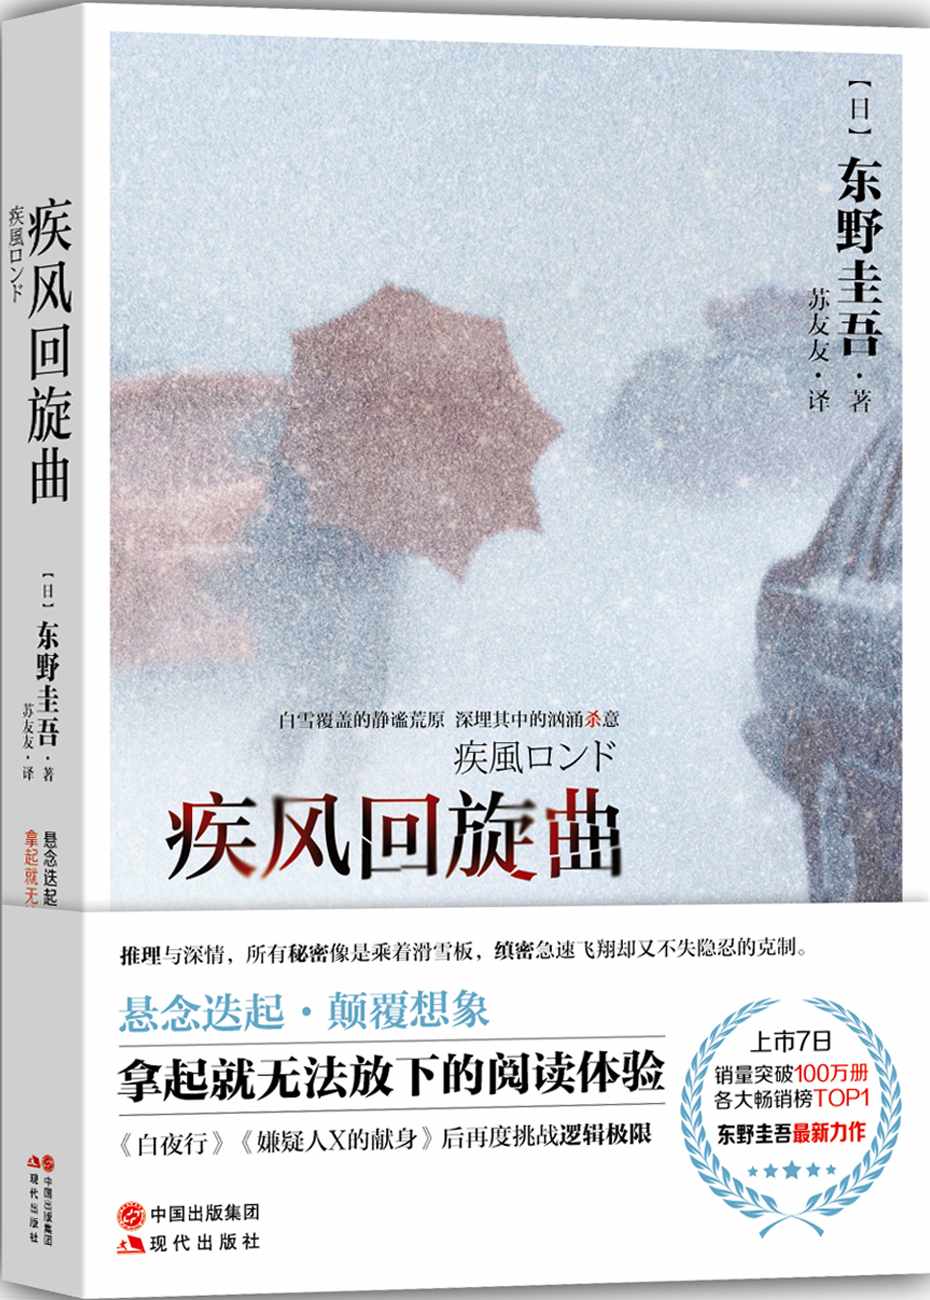 疾风回旋曲
疾風ロンド
【日】东野圭吾·著
苏友友·译
悬念迭起
拿起就无
中国出版集团
现代出版社
【日】东野圭吾·著
苏友友·译
白雪覆盖的静谧荒原 深埋其中的汹涌杀意
疾風ロンド
疾风回旋曲
推理与深情，所有秘密像是乘着滑雪板，缜密急速飞翔却又不失隐忍的克制。
悬念迭起·颠覆想象
拿起就无法放下的阅读体验
《白夜行》《嫌疑人X的献身》后再度挑战逻辑极限
上市7日
销量突破100万册
各大畅销榜TOP1
东野圭吾最新力作
中国出版集团
现代出版社